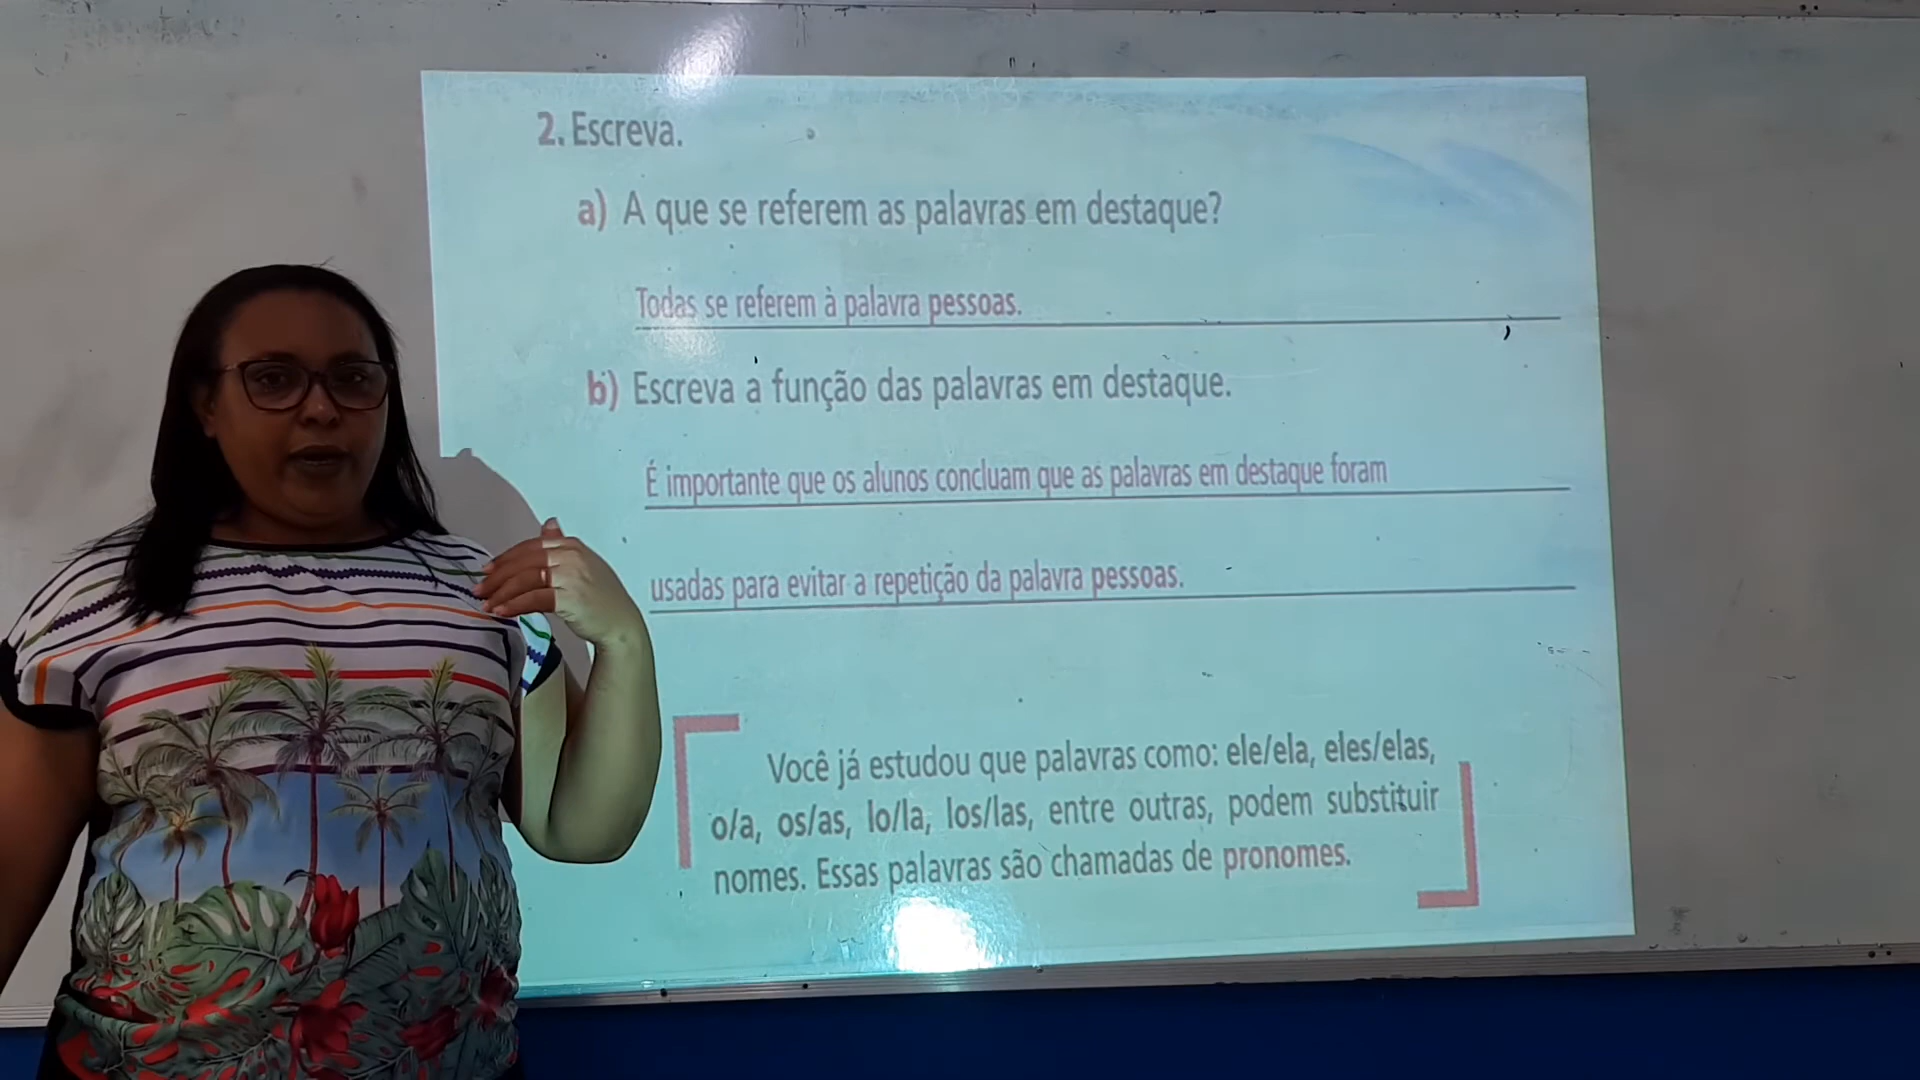 2. Escreva.
a) A que se referem as palavras em destaque?
Todas se referem à palavra pessoas.
b) Escreva a função das palavras em destaque.
É importante que os alunos concluam que as palavras em destaque foram
usadas para evitar a repetição da palavra pessoas.
Você já estudou que palavras como: ele/ela, eles/elas,
o/a, os/as, lo/la, los/las, entre outras, podem substituir
nomes. Essas palavras são chamadas de pronomes.